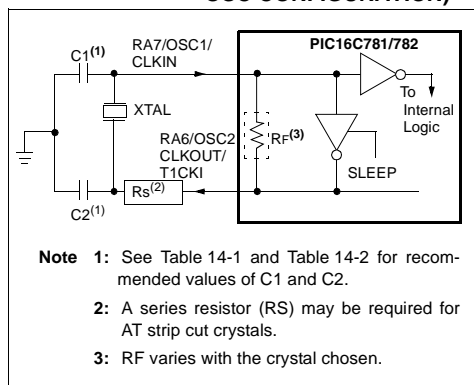 C1(1)
RA7/OSC1/
CLKIN
PIC16C781/782
To
Internal
Logic
XTAL
RF(3)
RA6/OSC2
CLKOUT/
T1CKI
SLEEP
Rs(2)
C2(1)
Note 1: See Table 14-1 and Table 14-2 for recom-
mended values of C1 and C2.
2: A series resistor (RS) may be required for
AT strip cut crystals.
3: RF varies with the crystal chosen.